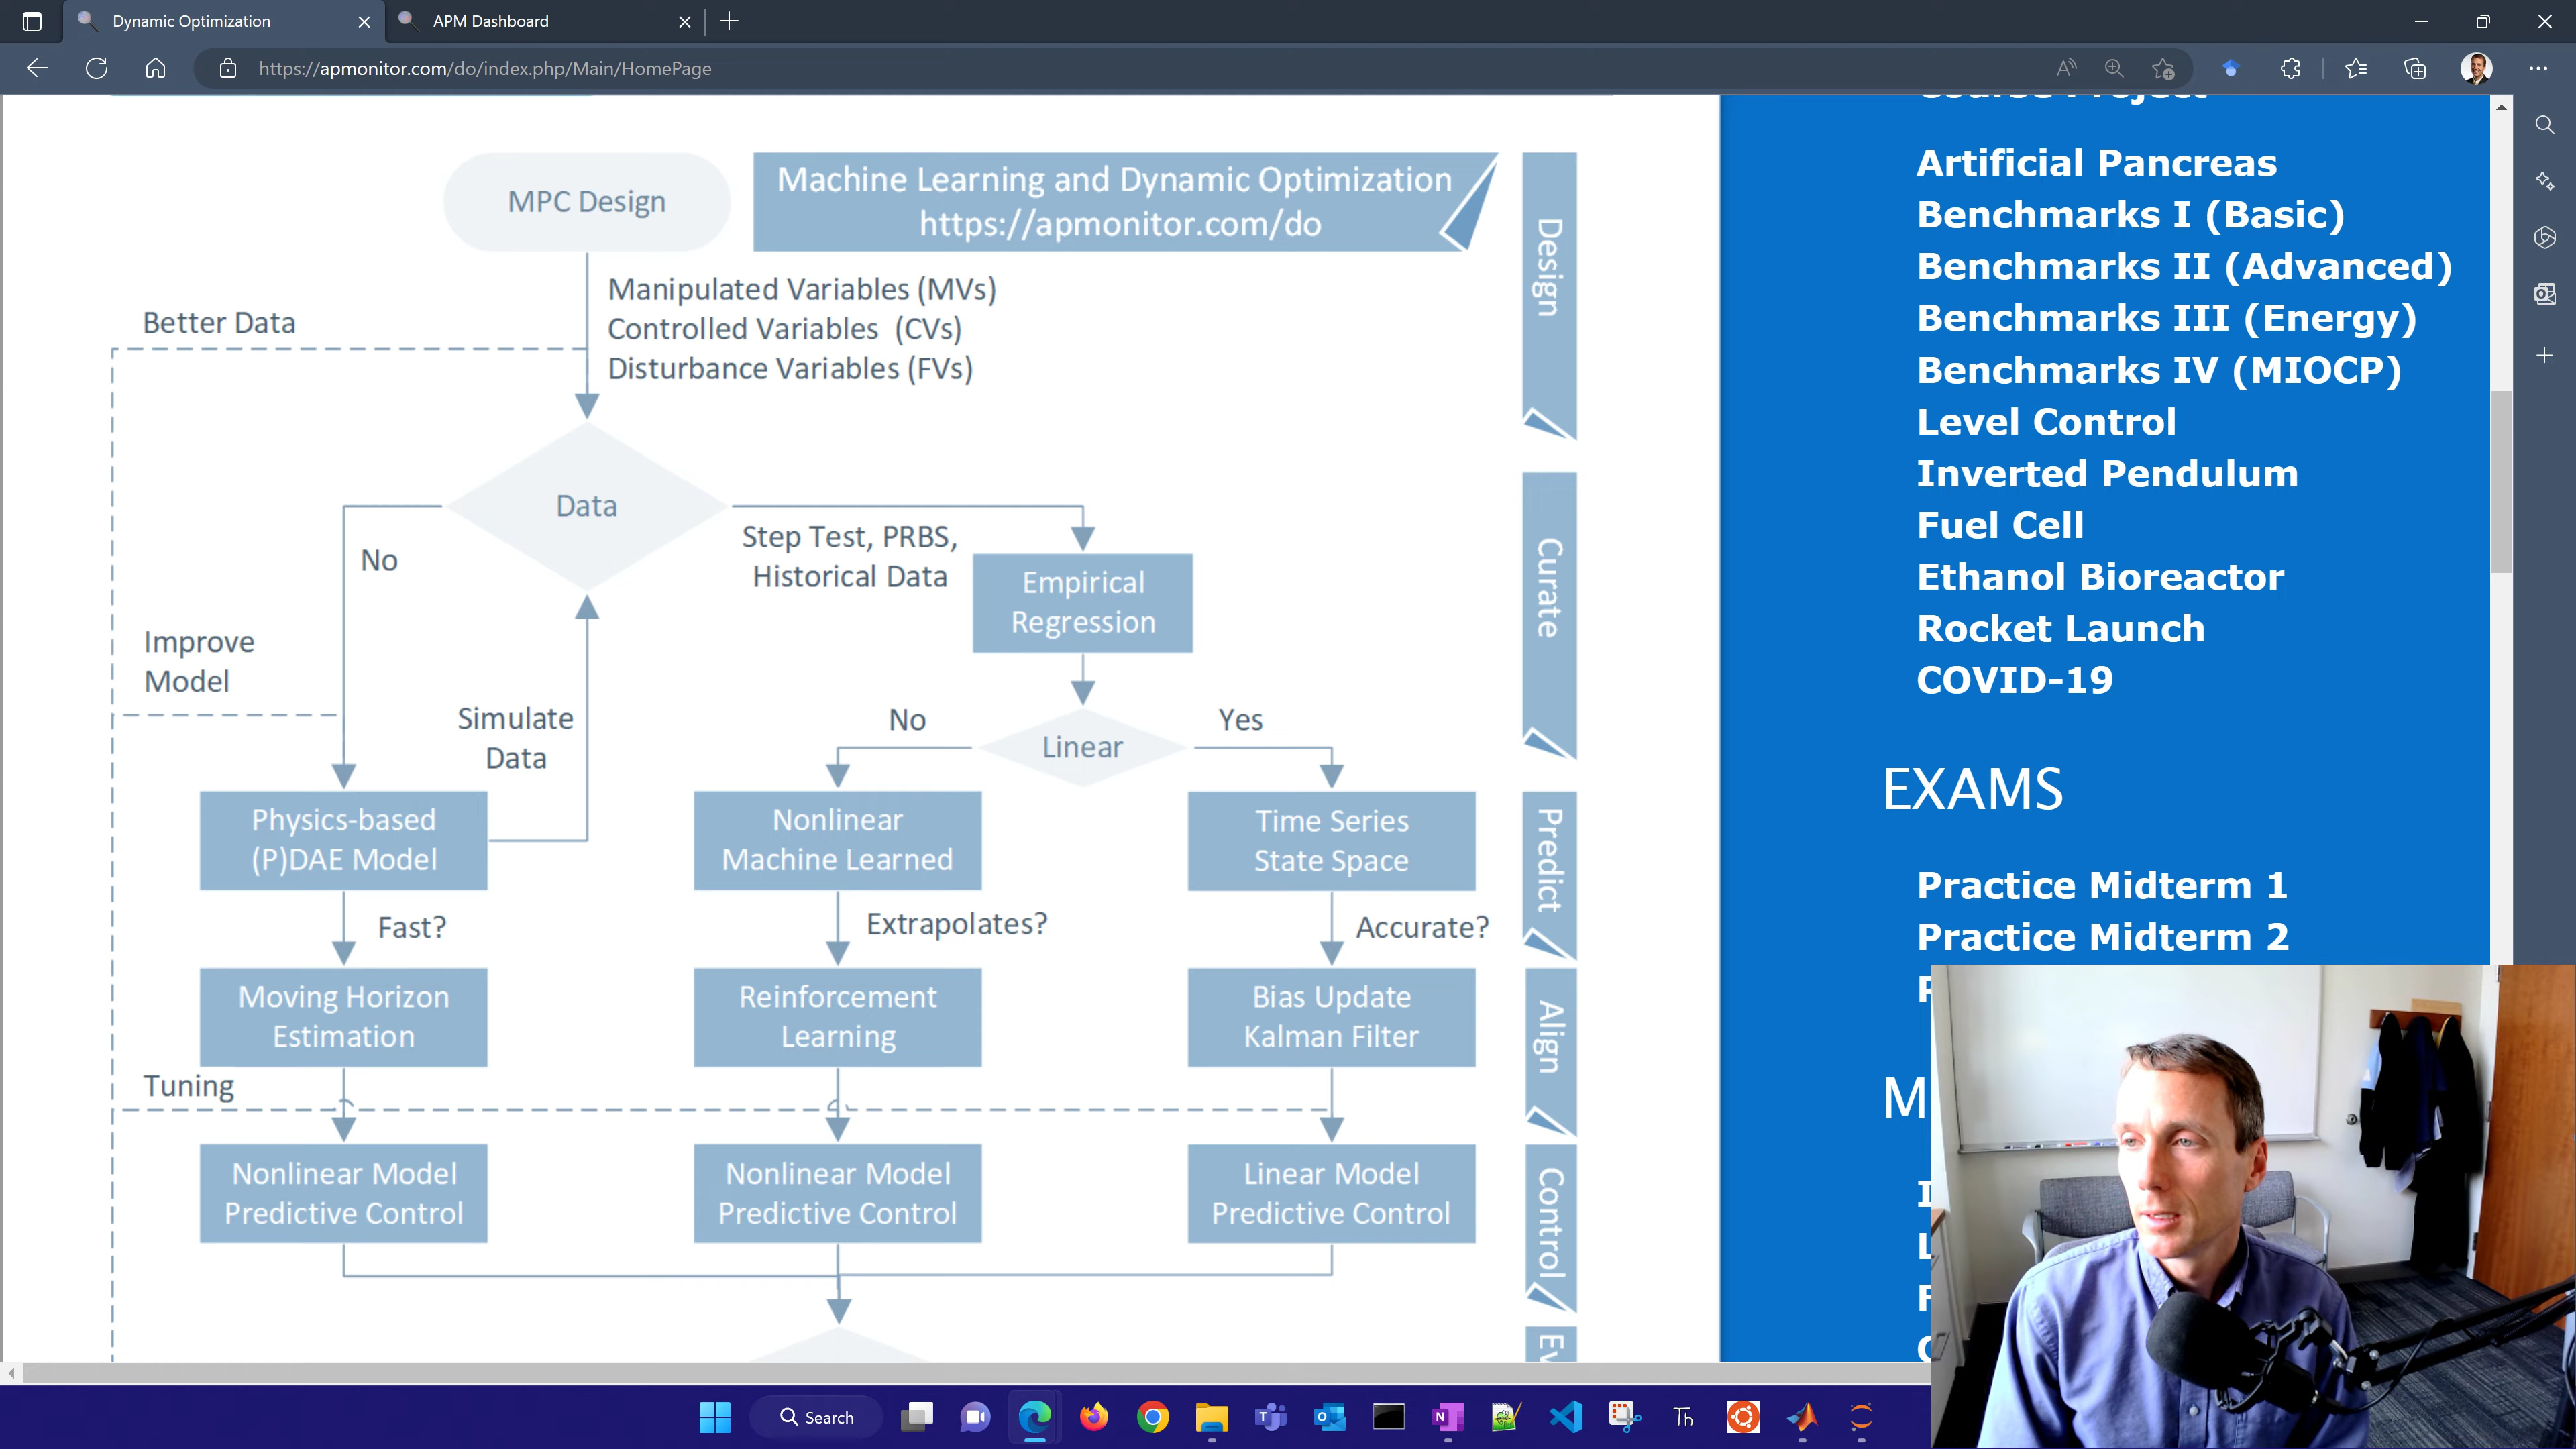 Dynamic Optimization
APM Dashboard
https://apmonitor.com/do/index.php/Main/HomePage
MPC Design
Machine Learning and Dynamic Optimization
https://apmonitor.com/do
Manipulated Variables (MVs)
Controlled Variables (CVs)
Disturbance Variables (FVs)
Better Data
Data
No
Step Test, PRBS,
Historical Data
Empirical
Regression
Improve
Model
Simulate
Data
No
Linear
Yes
Physics-based
(P)DAE Model
Nonlinear
Machine Learned
Time Series
State Space
Fast?
Extrapolates?
Accurate?
Moving Horizon
Estimation
Reinforcement
Learning
Bias Update
Kalman Filter
Tuning
Nonlinear Model
Predictive Control
Nonlinear Model
Predictive Control
Linear Model
Predictive Control
Design
Curate
Predict
Align
Control
Ev
Course Project
Artificial Pancreas
Benchmarks I (Basic)
Benchmarks II (Advanced)
Benchmarks III (Energy)
Benchmarks IV (MIOCP)
Level Control
Inverted Pendulum
Fuel Cell
Ethanol Bioreactor
Rocket Launch
COVID-19
EXAMS
Practice Midterm 1
Practice Midterm 2
M
L
Search
Th